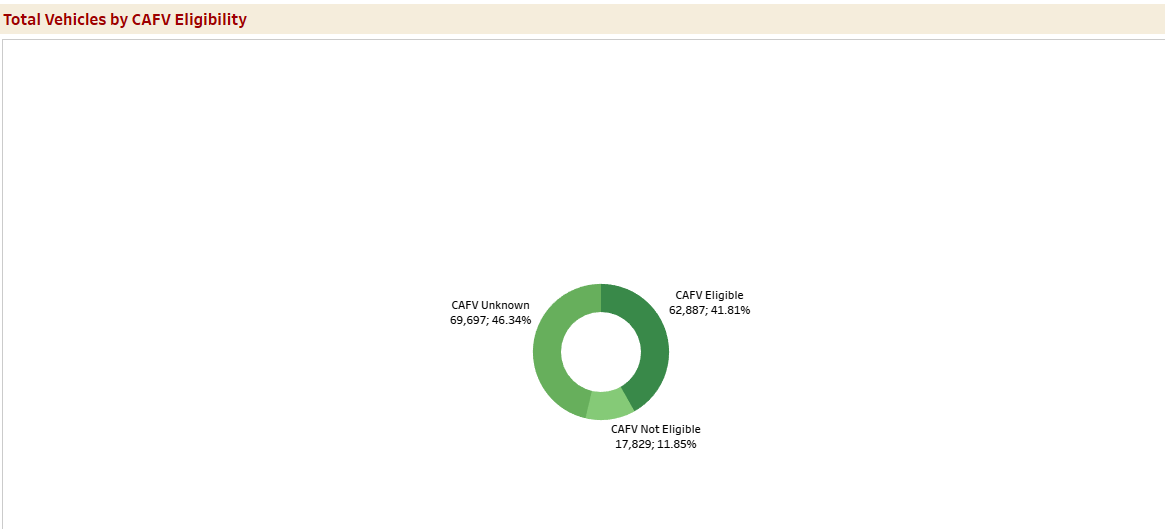 Total Vehicles by CAFV Eligibility
CAFV Eligible
62,887; 41.81%
CAFV Unknown
69,697; 46.34%
CAFV Not Eligible
17,829; 11.85%